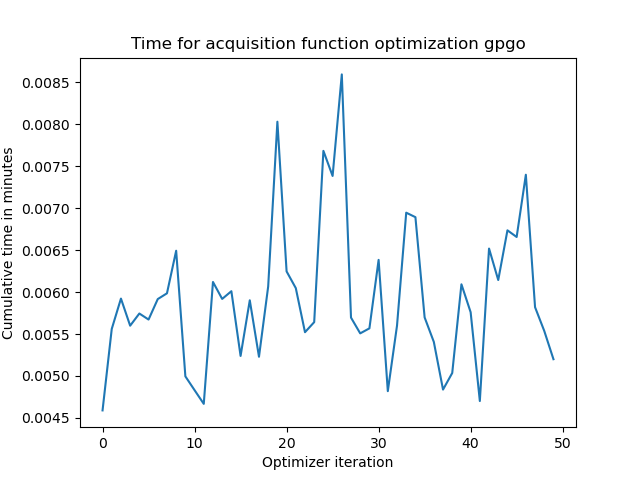 Time for acquisition function optimization gpgo
0.0085
0.0080
0.0075
0.0070
0.0065
0.0060
0.0055
0.0050
0.0045
Cumulative time in minutes
0 10 20 30 40 50
Optimizer iteration